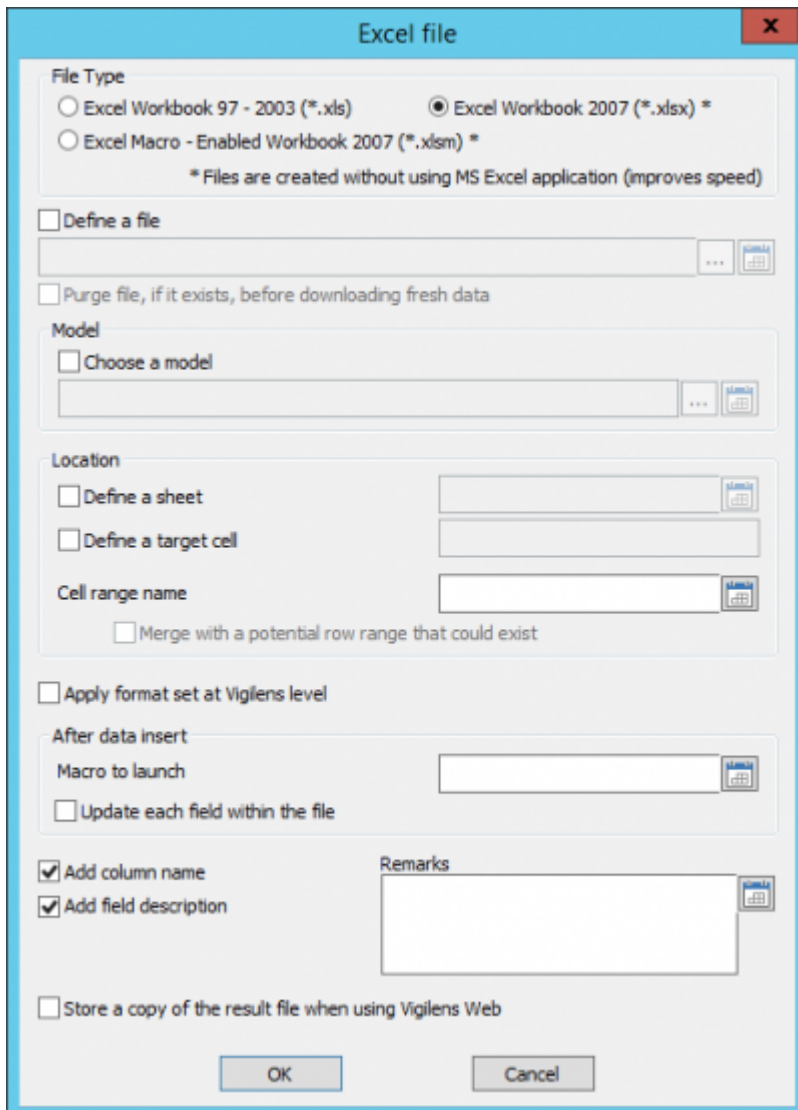 Excel file
x
File Type
Excel Workbook 97 - 2003 (*.xls)
Excel Workbook 2007 (*.xlsx) *
Excel Macro - Enabled Workbook 2007 (*.xlsm) *
* Files are created without using MS Excel application (improves speed)
Define a file
...
Purge file, if it exists, before downloading fresh data
Model
Choose a model
...
Location
Define a sheet
Define a target cell
Cell range name
Merge with a potential row range that could exist
Apply format set at Vigilens level
After data insert
Macro to launch
Update each field within the file
Add column name
Remarks
Add field description
Store a copy of the result file when using Vigilens Web
OK
Cancel